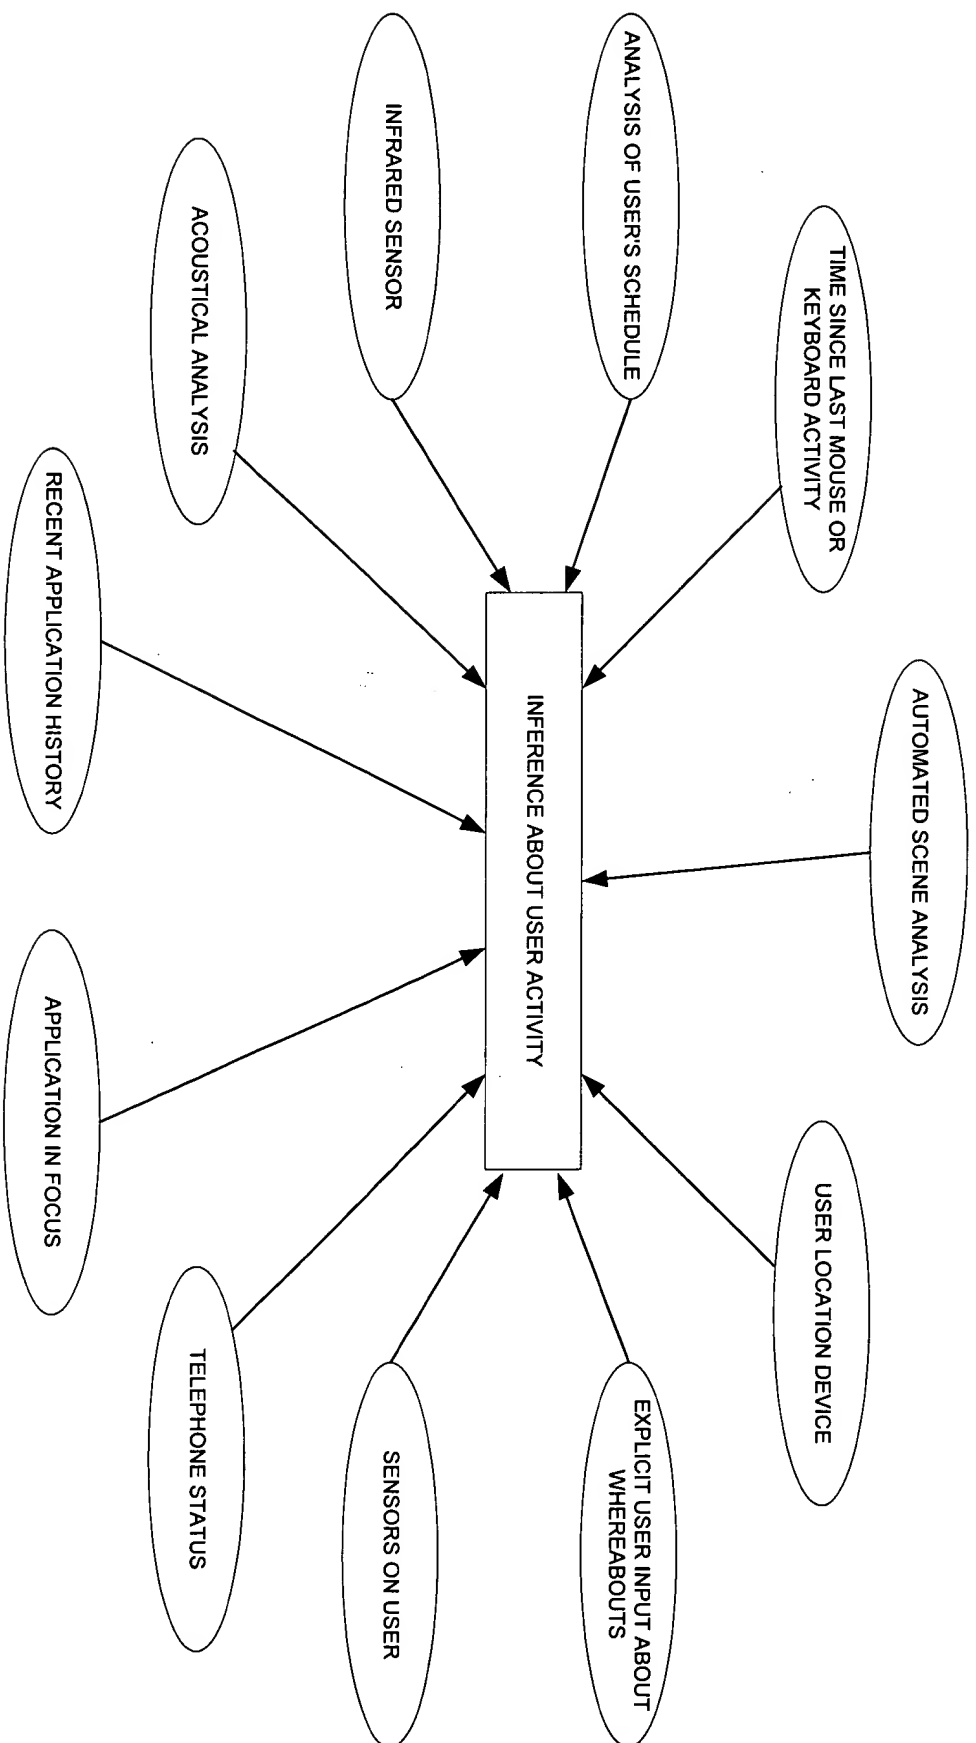 AUTOMATED SCENE ANALYSIS
TIME SINCE LAST MOUSE OR
KEYBOARD ACTIVITY
USER LOCATION DEVICE
ANALYSIS OF USER'S SCHEDULE
EXPLICIT USER INPUT ABOUT
WHEREABOUTS
INFERENCE ABOUT USER ACTIVITY
INFRARED SENSOR
SENSORS ON USER
ACOUSTICAL ANALYSIS
TELEPHONE STATUS
RECENT APPLICATION HISTORY
APPLICATION IN FOCUS